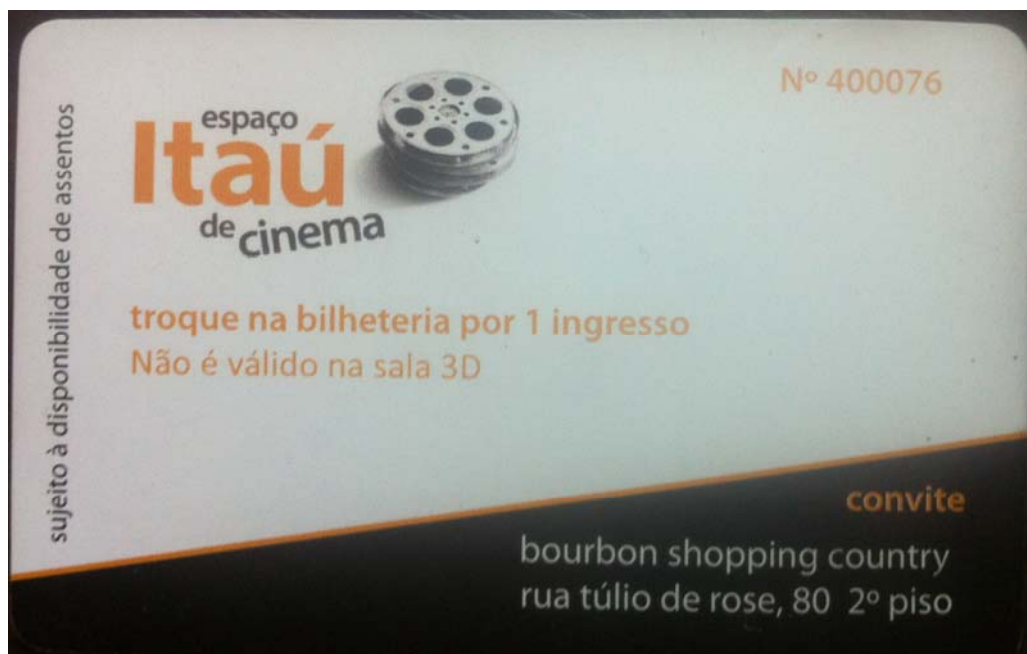 Nº 400076
espaço
Itaú
de cinema
troque na bilheteria por 1 ingresso
Não é válido na sala 3D
sujeito à disponibilidade de assentos
convite
bourbon shopping country
rua túlio de rose, 80 2º piso